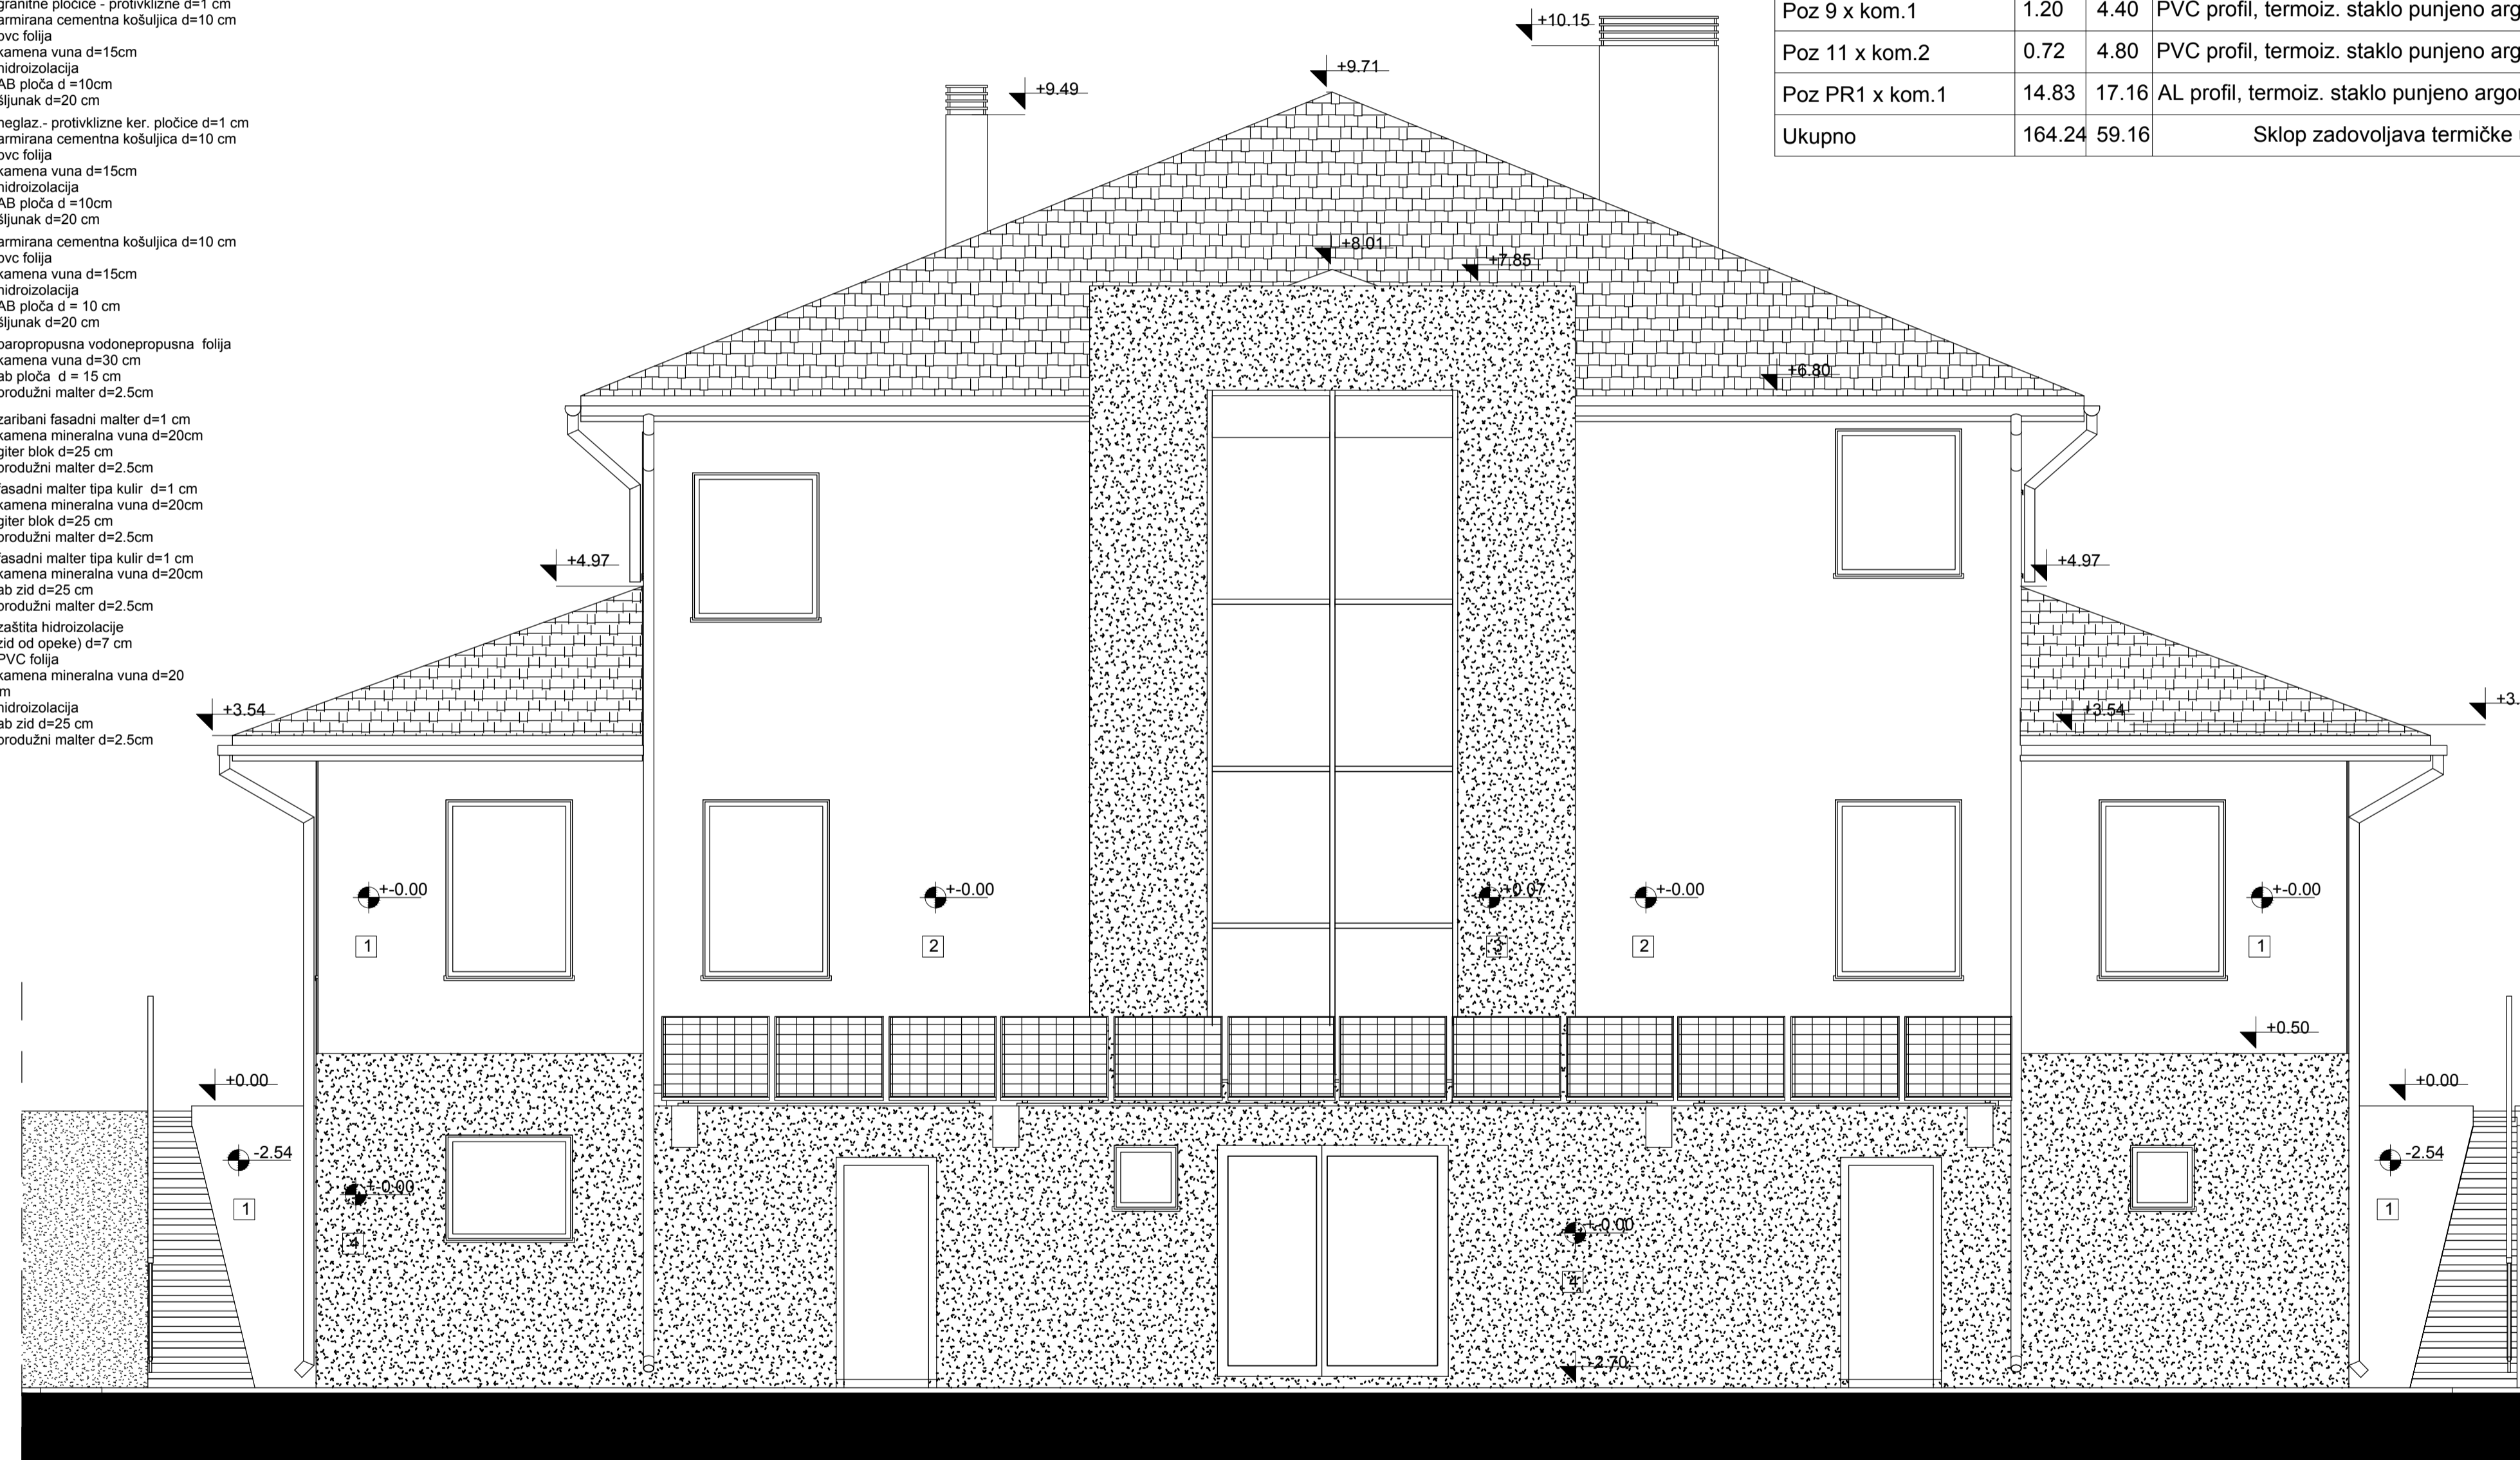 granitne pločice - protivklizne d=1 cm
armirana cementna košuljica d=10 cm
pvc folija
kamena vuna d=15cm
hidroizolacija
AB ploča d =10cm
šljunak d=20 cm
neglaz.- protivklizne ker. pločice d=1 cm
armirana cementna košuljica d=10 cm
pvc folija
kamena vuna d=15cm
hidroizolacija
AB ploča d =10cm
šljunak d=20 cm
armirana cementna košuljica d=10 cm
pvc folija
kamena vuna d=15cm
hidroizolacija
AB ploča d = 10 cm
šljunak d=20 cm
paropropusna vodonepropusna folija
kamena vuna d=30 cm
ab ploča d = 15 cm
produžni malter d=2.5cm
zaribani fasadni malter d=1 cm
kamena mineralna vuna d=20cm
giter blok d=25 cm
produžni malter d=2.5cm
fasadni malter tipa kulir d=1 cm
kamena mineralna vuna d=20cm
giter blok d=25 cm
produžni malter d=2.5cm
fasadni malter tipa kulir d=1 cm
kamena mineralna vuna d=20cm
ab zid d=25 cm
produžni malter d=2.5cm
zaštita hidroizolacije
zid od opeke) d=7 cm
PVC folija
kamena mineralna vuna d=20
m
hidroizolacija
ab zid d=25 cm
produžni malter d=2.5cm
Poz 9 x kom.1 1.20 4.40 PVC profil, termoiz. staklo punjeno arg
Poz 11 x kom.2 0.72 4.80 PVC profil, termoiz. staklo punjeno arg
Poz PR1 x kom.1 14.83 17.16 AL profil, termoiz. staklo punjeno argo
Ukupno 164.24 59.16 Sklop zadovoljava termičke
+10.15
+9.71
+9.49
+8.01
+7.85
+6.80
+4.97
+4.97
+3.54
+3.54
+3.
+-0.00
+-0.00
+0.07
+-0.00
+-0.00
1
2
3
2
1
+0.50
+0.00
+0.00
-2.54
-2.54
+-0.00
1
1
+-0.00
4
4
-2.70